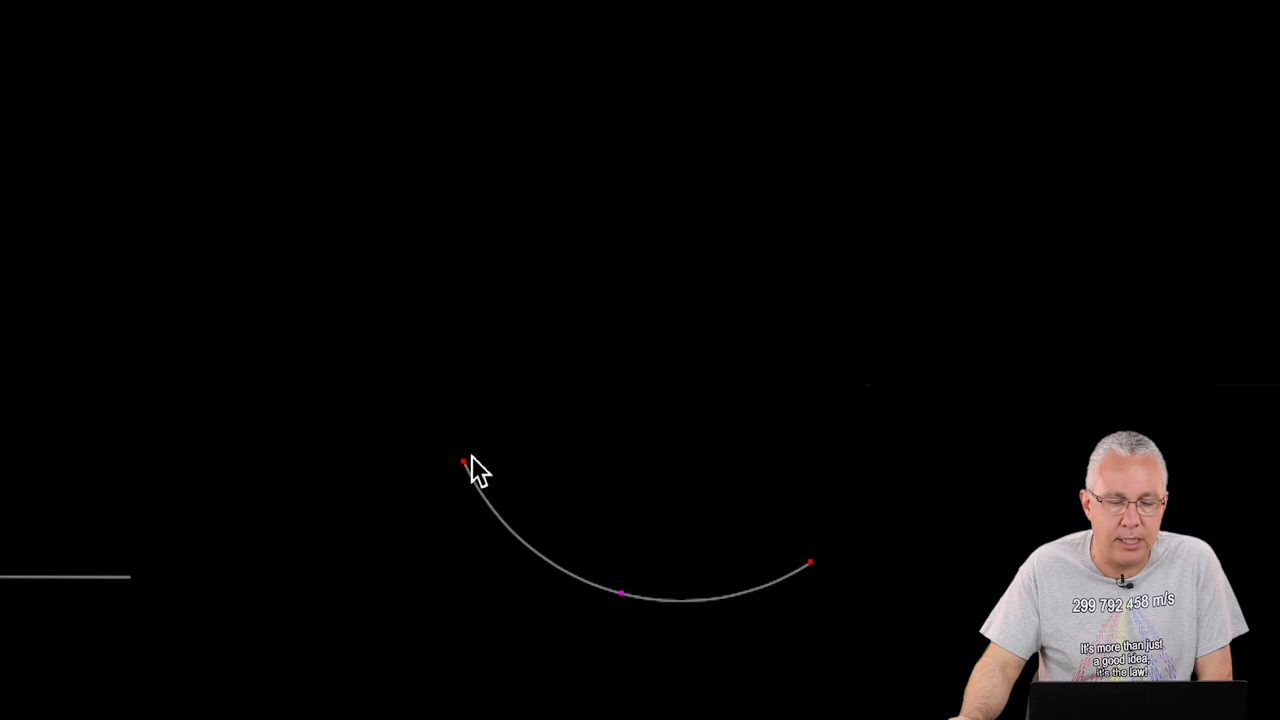 299 792 458 m/s
It's more than just
a good idea,
it's the law!